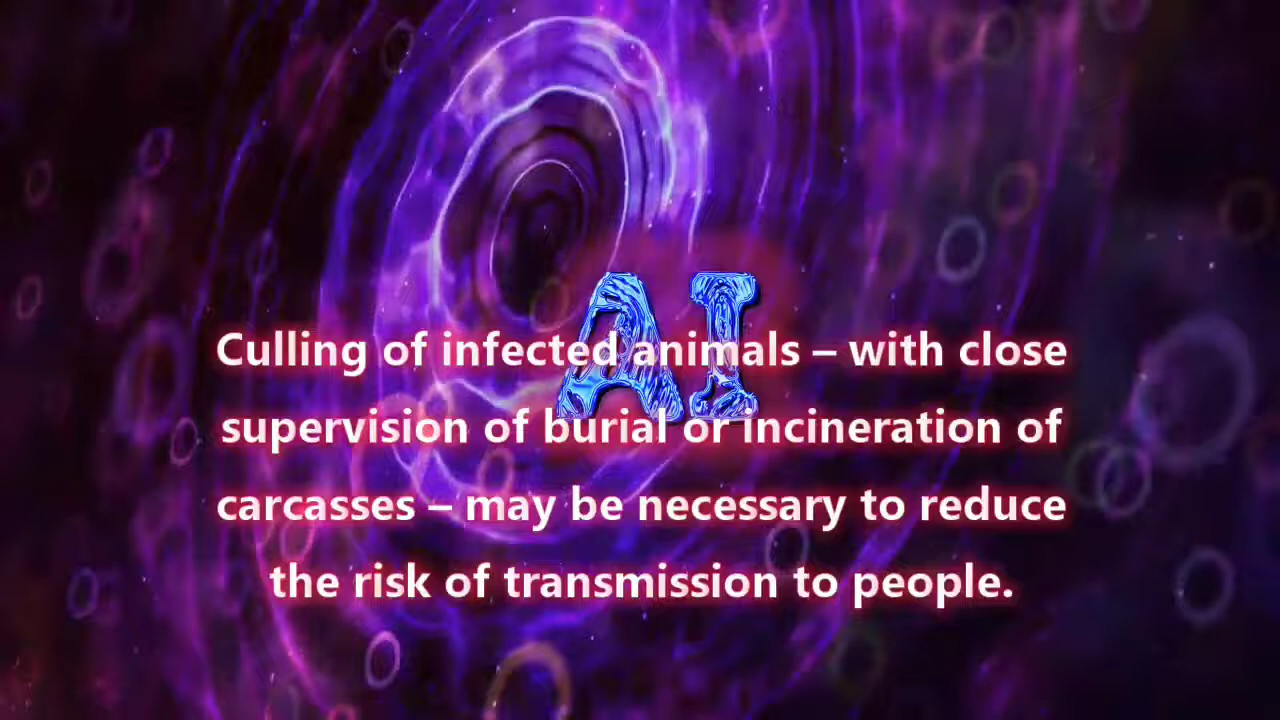 AI
Culling of infected animals – with close
supervision of burial or incineration of
carcasses – may be necessary to reduce
the risk of transmission to people.